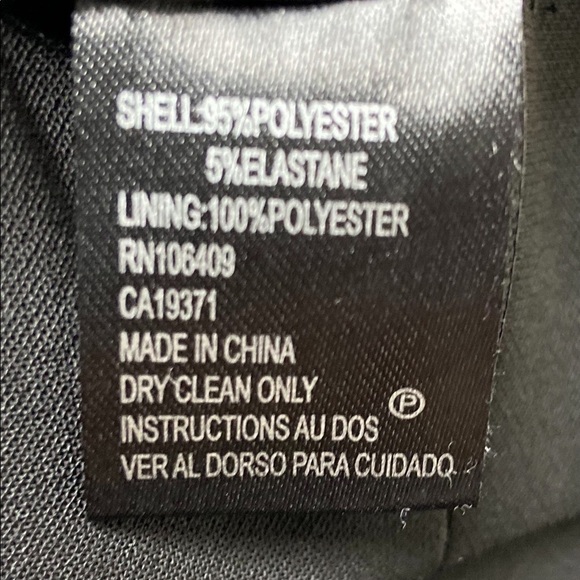 SHELL:95%POLYESTER
5%ELASTANE
LINING:100%POLYESTER
RN106409
CA19371
MADE IN CHINA
DRY CLEAN ONLY
P
INSTRUCTIONS AU DOS
VER AL DORSO PARA CUIDADO